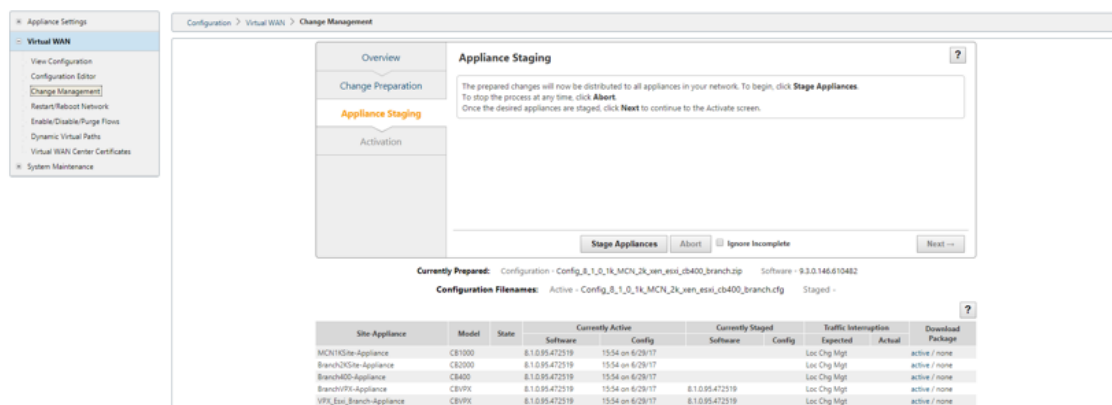 Appliance Settings
Configuration > Virtual WAN > Change Management
Virtual WAN
View Configuration
Configuration Editor
Change Management
Restart/Reboot Network
Enable/Disable/Purge Flows
Dynamic Virtual Paths
Virtual WAN Center Certificates
System Maintenance
Overview
Change Preparation
Appliance Staging
Activation
Appliance Staging
?
The prepared changes will now be distributed to all appliances in your network. To begin, click Stage Appliances.
To stop the process at any time, click Abort.
Once the desired appliances are staged, click Next to continue to the Activate screen.
Stage Appliances Abort Ignore Incomplete Next →
Currently Prepared: Configuration - Config_8_1_0_1k_MCN_2k_xen_esxi_cb400_branch.zip Software - 9.3.0.146.610482
Configuration Filenames: Active - Config_8_1_0_1k_MCN_2k_xen_esxi_cb400_branch.cfg Staged -
?
Site-Appliance Model State Currently Active Currently Staged Traffic Interruption Download Package
Software Config Software Config Expected Actual
MCN1KSite-Appliance CB1000 8.1.0.95.472519 15:54 on 6/29/17 Loc Chg Mgt active / none
Branch2KSite-Appliance CB2000 8.1.0.95.472519 15:54 on 6/29/17 Loc Chg Mgt active / none
Branch400-Appliance CB400 8.1.0.95.472519 15:54 on 6/29/17 Loc Chg Mgt active / none
BranchVPX-Appliance CBVPX 8.1.0.95.472519 15:54 on 6/29/17 8.1.0.95.472519 Loc Chg Mgt active / none
VPX_Esxi_Branch-Appliance CBVPX 8.1.0.95.472519 15:54 on 6/29/17 8.1.0.95.472519 Loc Chg Mgt active / none